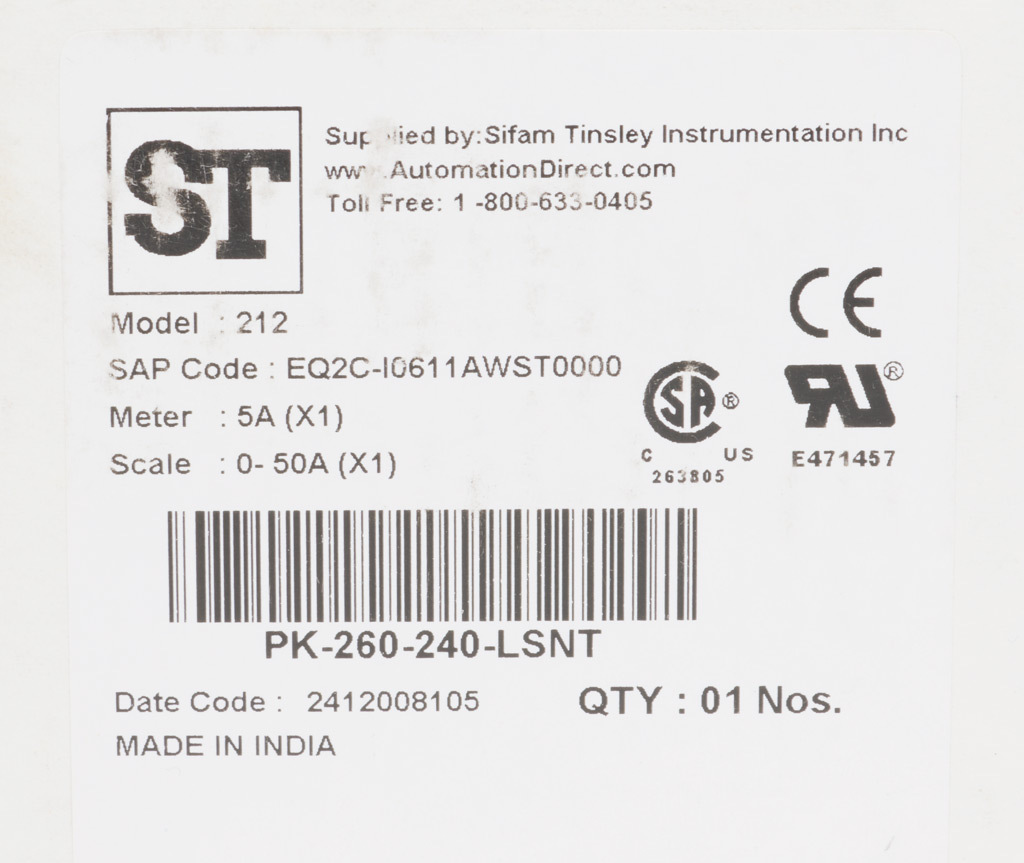 ST
Supplied by:Sifam Tinsley Instrumentation Inc
www.AutomationDirect.com
Toll Free: 1 -800-633-0405
CE
Model : 212
SAP Code : EQ2C-I0611AWST0000
Meter : 5A (X1)
Scale : 0- 50A (X1)
SA ®
C US
263805
RU ®
E471457
PK-260-240-LSNT
Date Code : 2412008105
QTY : 01 Nos.
MADE IN INDIA